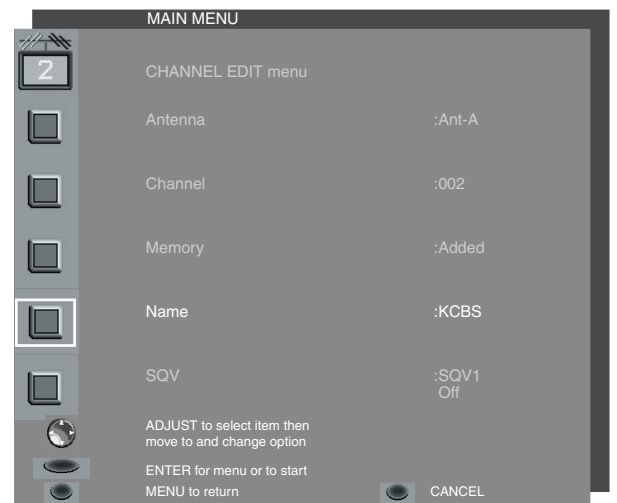 MAIN MENU
2
CHANNEL EDIT menu
Antenna :Ant-A
Channel :002
Memory :Added
Name :KCBS
SQV :SQV1
Off
ADJUST to select item then
move to and change option
ENTER for menu or to start
MENU to return CANCEL